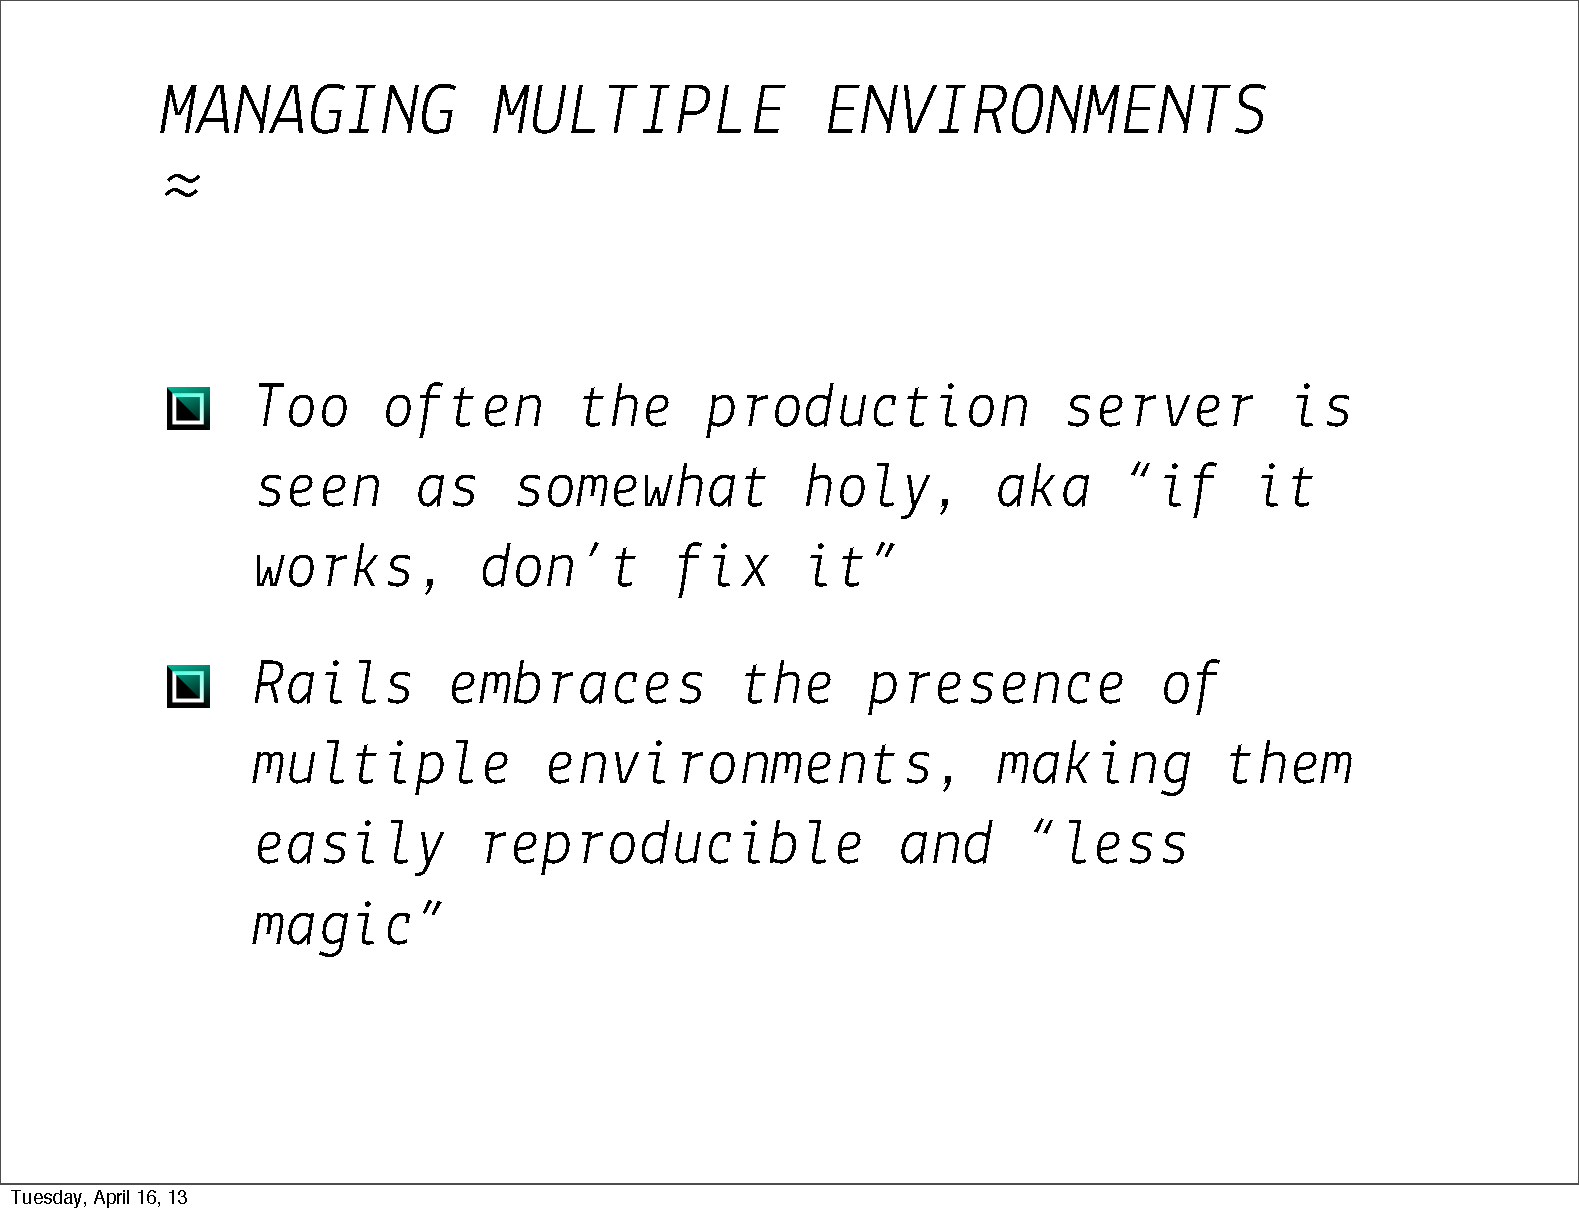 MANAGING MULTIPLE ENVIRONMENTS
≈
Too often the production server is
seen as somewhat holy, aka “if it
works, don’t fix it”
Rails embraces the presence of
multiple environments, making them
easily reproducible and “less
magic”
Tuesday, April 16, 13